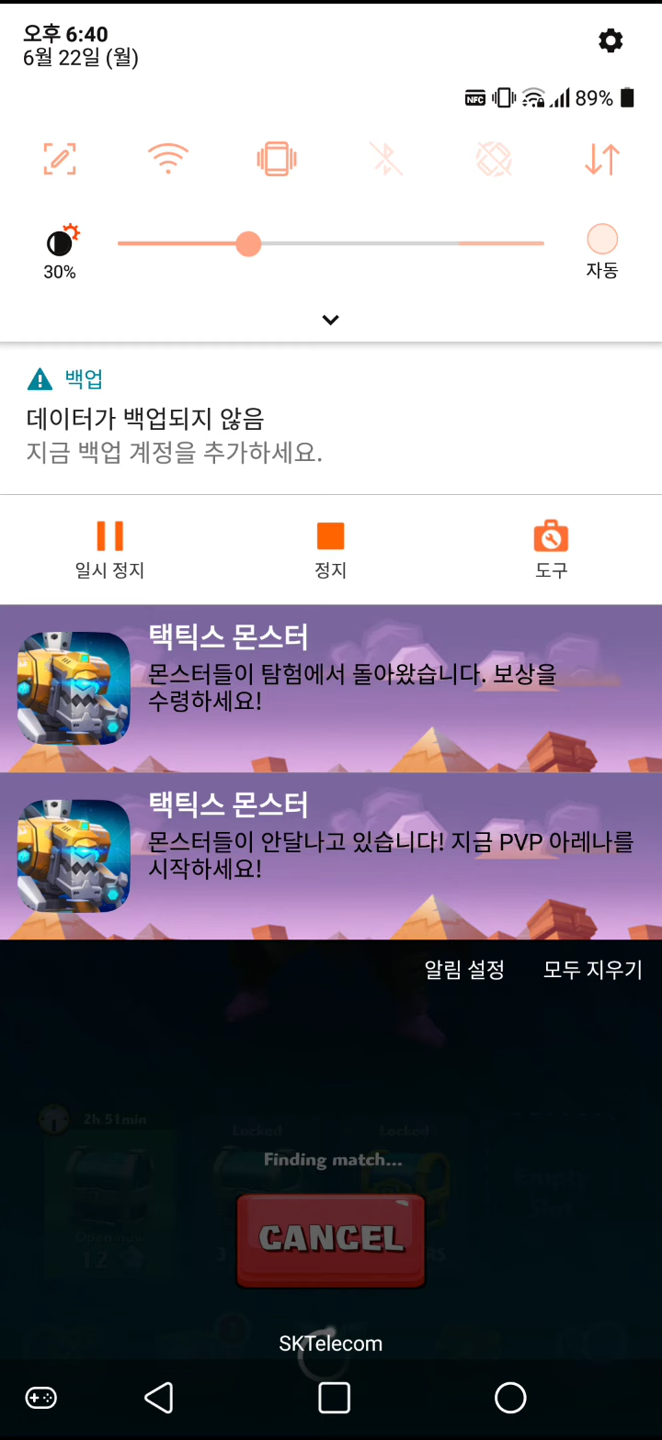 오후 6:40
6월 22일 (월)
NFC
89%
30%
자동
백업
데이터가 백업되지 않음
지금 백업 계정을 추가하세요.
일시 정지
정지
도구
택틱스 몬스터
몬스터들이 탐험에서 돌아왔습니다. 보상을
수령하세요!
택틱스 몬스터
몬스터들이 안달나고 있습니다! 지금 PVP 아레나를
시작하세요!
알림 설정
모두 지우기
2h 51min
Locked
Locked
Finding match...
Empty
Slot
CANCEL
12
3
SKTelecom